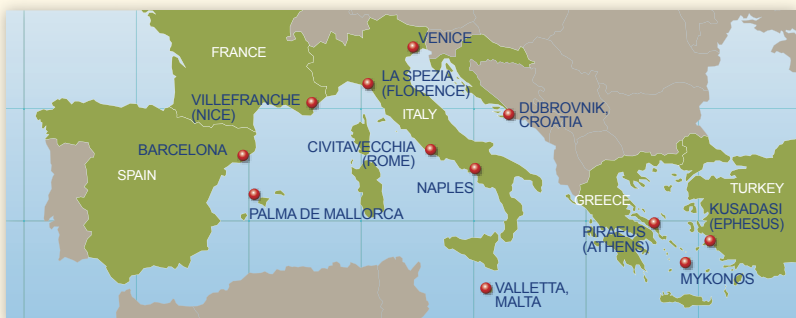 VENICE
FRANCE
LA SPEZIA
(FLORENCE)
VILLEFRANCHE
(NICE)
ITALY
DUBROVNIK,
CROATIA
BARCELONA
CIVITAVECCHIA
(ROME)
SPAIN
NAPLES
TURKEY
GREECE
PALMA DE MALLORCA
KUSADASI
(EPHESUS)
PIRAEUS
(ATHENS)
MYKONOS
VALLETTA,
MALTA